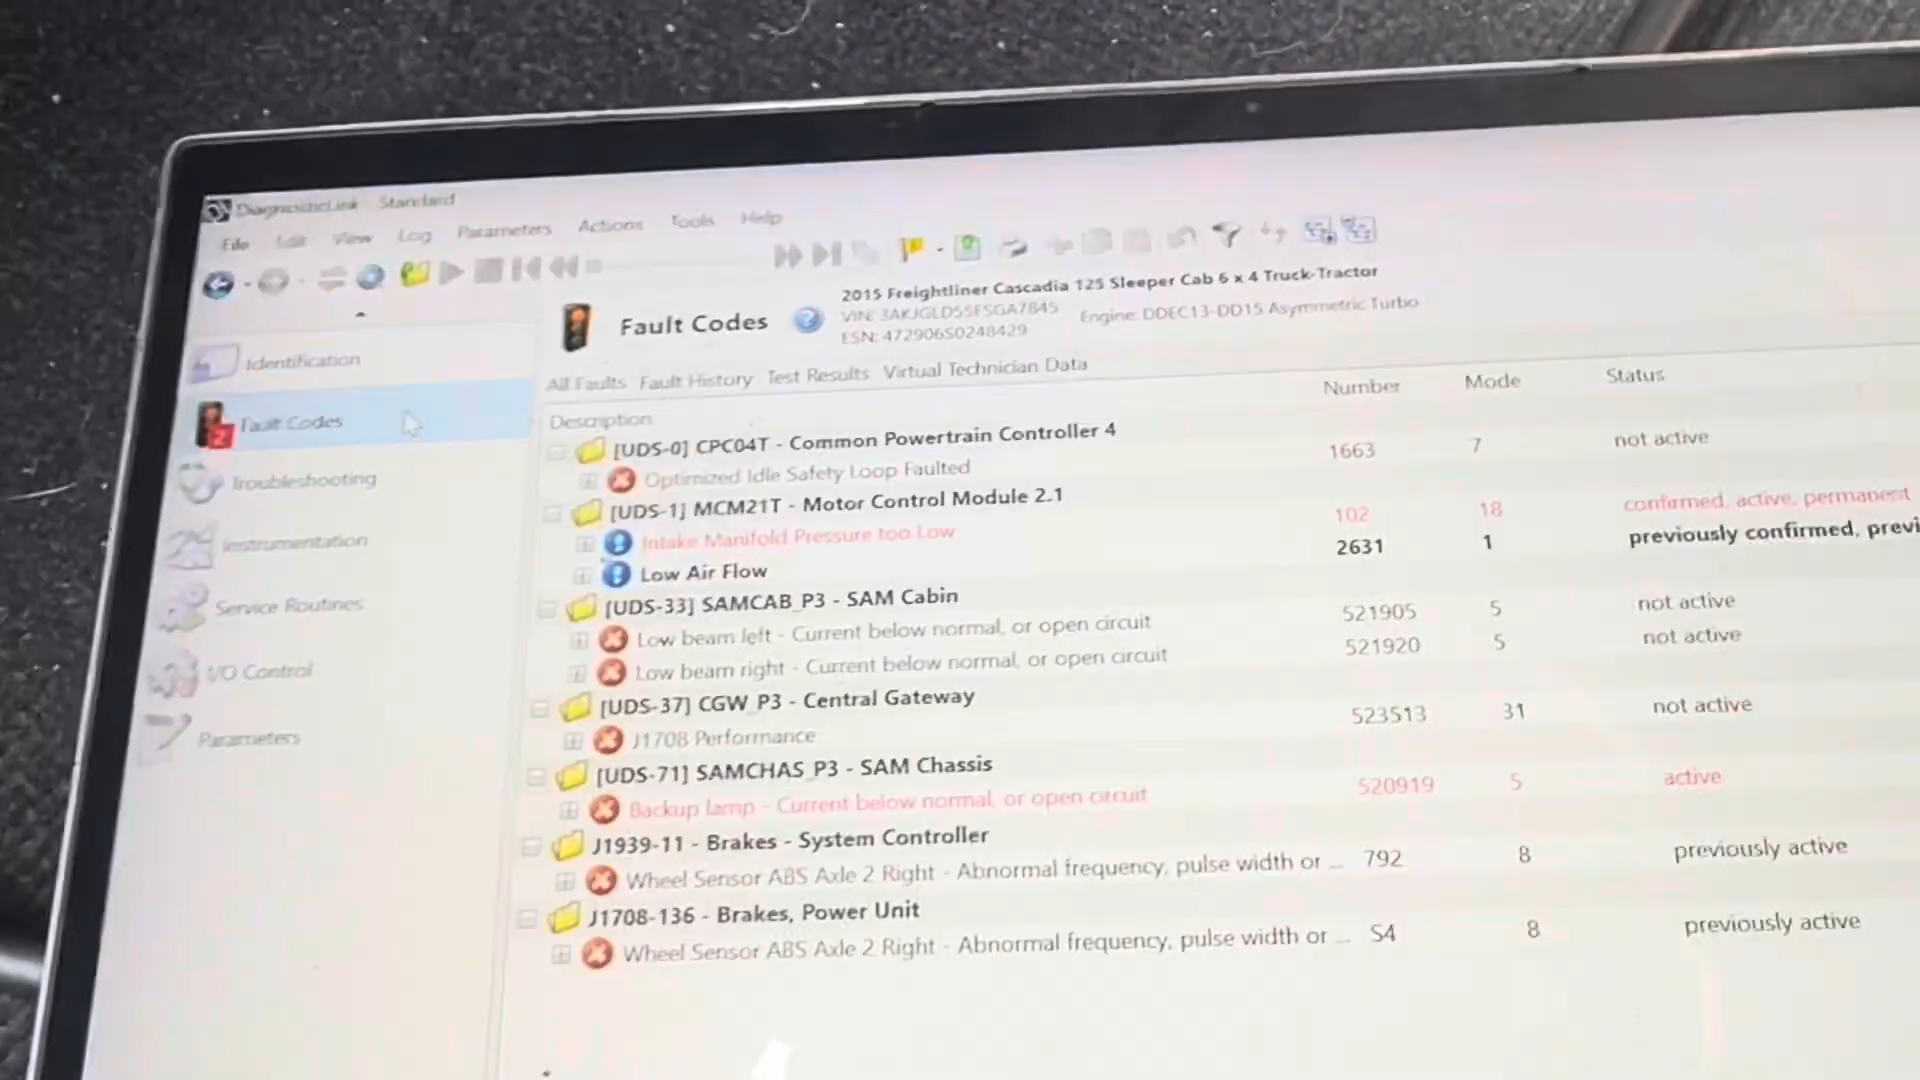 DiagnosticLink Standard
File Edit View Log Parameters Actions Tools Help
2015 Freightliner Cascadia 125 Sleeper Cab 6 x 4 Truck-Tractor
Fault Codes
VIN: 3AKJGLD55FSGA7845 Engine: DDEC13-DD15 Asymmetric Turbo
ESN: 472906S0248429
Identification
Fault Codes
Troubleshooting
Instrumentation
Service Routines
I/O Control
Parameters
All Faults Fault History Test Results Virtual Technician Data
Description Number Mode Status
[UDS-0] CPC04T - Common Powertrain Controller 4
Optimized Idle Safety Loop Faulted 1663 7 not active
[UDS-1] MCM21T - Motor Control Module 2.1
Intake Manifold Pressure too Low 102 18 confirmed, active, permanent
Low Air Flow 2631 1 previously confirmed, previ
[UDS-33] SAMCAB_P3 - SAM Cabin
Low beam left - Current below normal, or open circuit 521905 5 not active
Low beam right - Current below normal, or open circuit 521920 5 not active
[UDS-37] CGW_P3 - Central Gateway
J1708 Performance 523513 31 not active
[UDS-71] SAMCHAS_P3 - SAM Chassis
Backup lamp - Current below normal, or open circuit 520919 5 active
J1939-11 - Brakes - System Controller
Wheel Sensor ABS Axle 2 Right - Abnormal frequency, pulse width or ... 792 8 previously active
J1708-136 - Brakes, Power Unit
Wheel Sensor ABS Axle 2 Right - Abnormal frequency, pulse width or ... S4 8 previously active